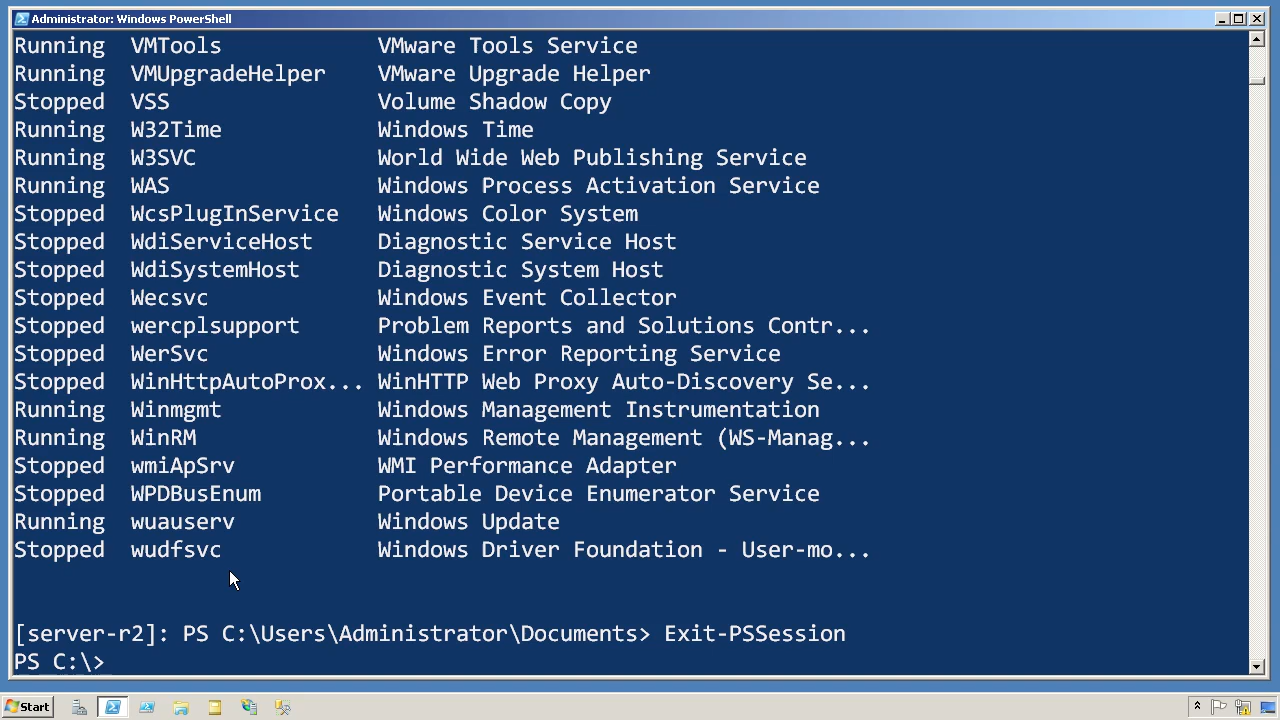 Administrator: Windows PowerShell
Running  VMTools            VMware Tools Service
Running  VMUpgradeHelper    VMware Upgrade Helper
Stopped  VSS                Volume Shadow Copy
Running  W32Time            Windows Time
Running  W3SVC              World Wide Web Publishing Service
Running  WAS                Windows Process Activation Service
Stopped  WcsPlugInService   Windows Color System
Stopped  WdiServiceHost     Diagnostic Service Host
Stopped  WdiSystemHost      Diagnostic System Host
Stopped  Wecsvc             Windows Event Collector
Stopped  wercplsupport      Problem Reports and Solutions Contr...
Stopped  WerSvc             Windows Error Reporting Service
Stopped  WinHttpAutoProx... WinHTTP Web Proxy Auto-Discovery Se...
Running  Winmgmt            Windows Management Instrumentation
Running  WinRM              Windows Remote Management (WS-Manag...
Stopped  wmiApSrv           WMI Performance Adapter
Stopped  WPDBusEnum         Portable Device Enumerator Service
Running  wuauserv           Windows Update
Stopped  wudfsvc            Windows Driver Foundation - User-mo...
[server-r2]: PS C:\Users\Administrator\Documents> Exit-PSSession
PS C:\>
Start